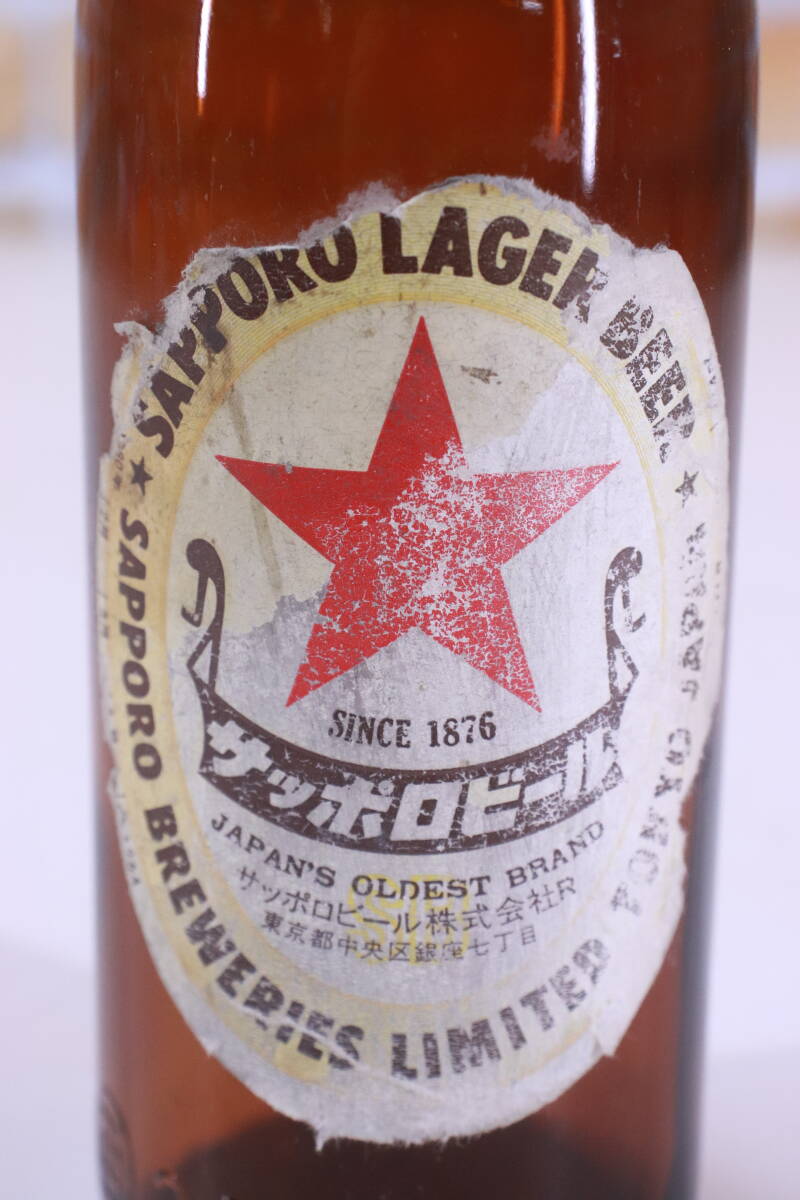 SAPPORO LAGER BEER
SINCE 1876
サッポロビール
JAPAN'S OLDEST BRAND
サッポロビール株式会社R
東京都中央区銀座七丁目
SAPPORO BREWERIES LIMITED